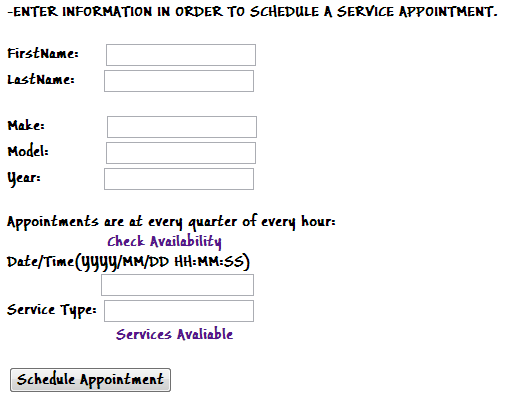 -ENTER INFORMATION IN ORDER TO SCHEDULE A SERVICE APPOINTMENT.
FirstName:
LastName:
Make:
Model:
Year:
Appointments are at every quarter of every hour:
Check Availability
Date/Time(YYYY/MM/DD HH:MM:SS)
Service Type:
Services Avaliable
Schedule Appointment